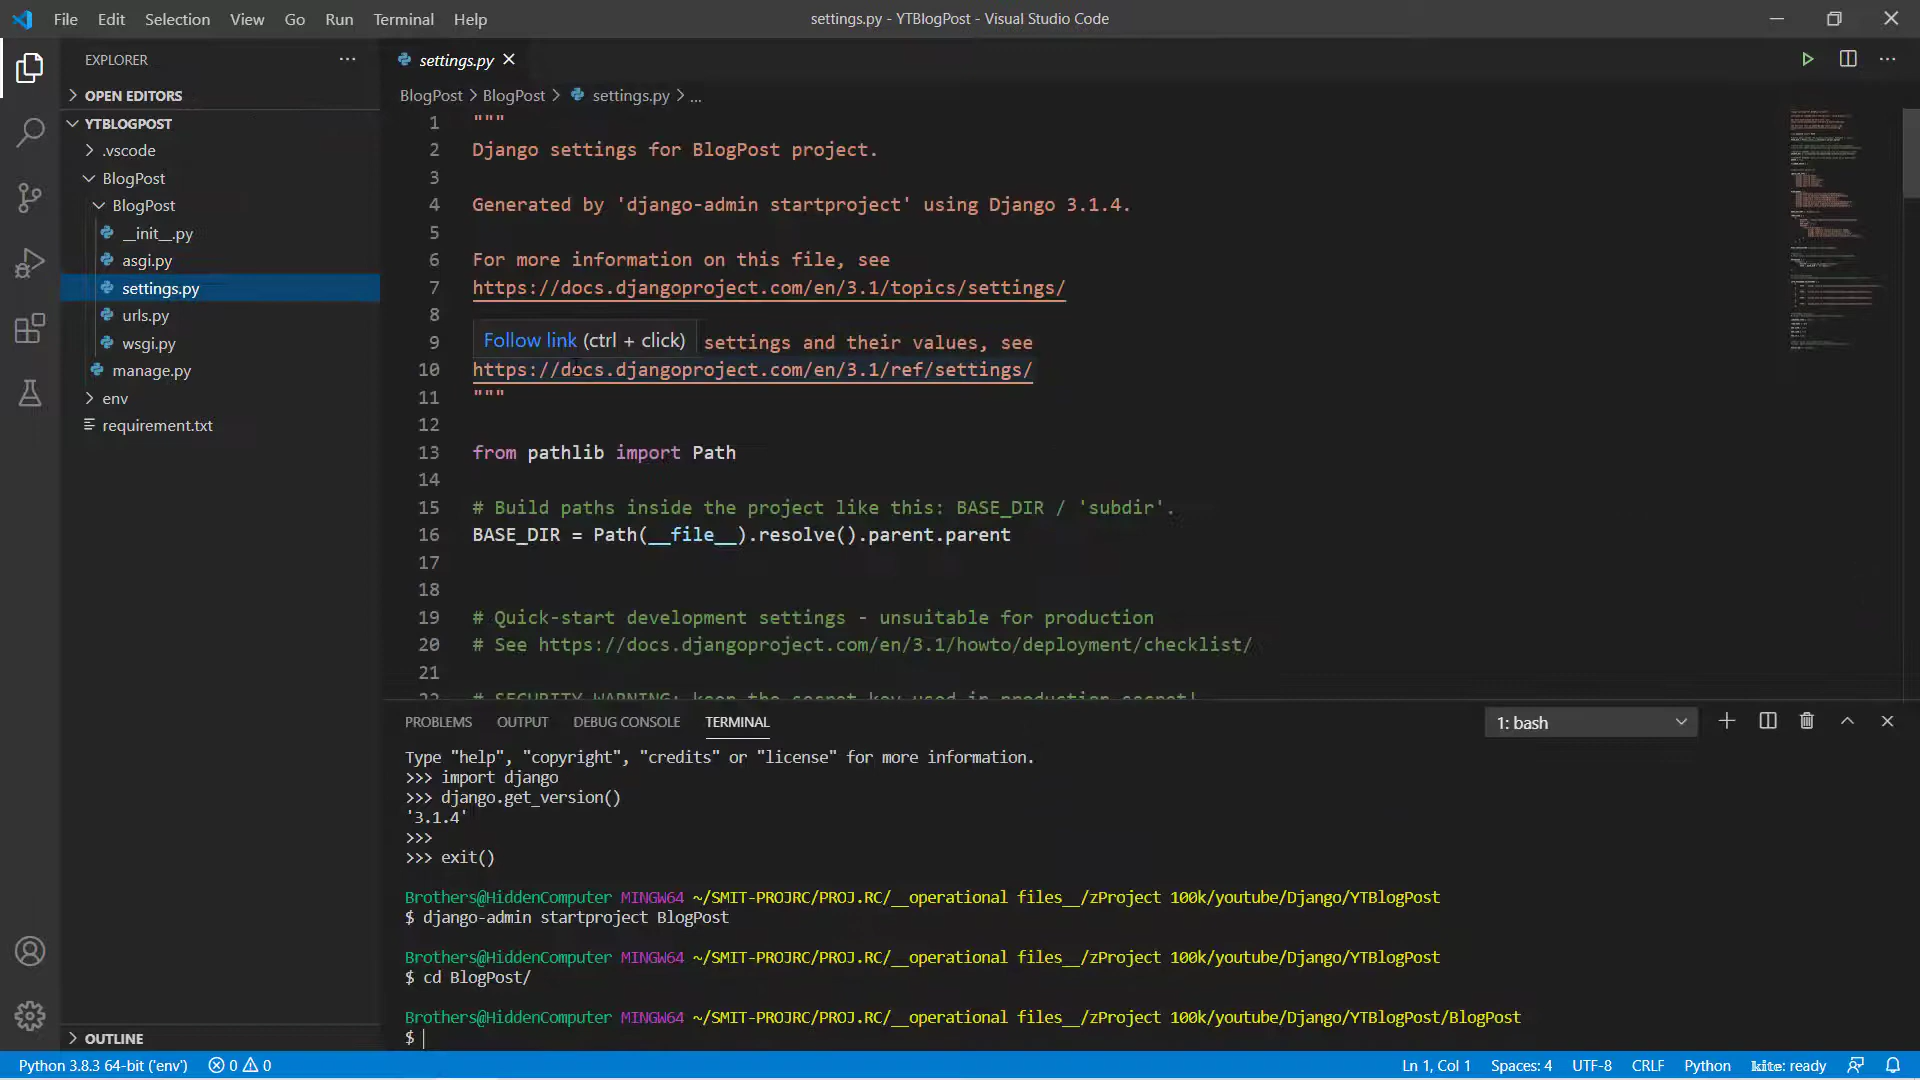 File Edit Selection View Go Run Terminal Help
settings.py - YTBlogPost - Visual Studio Code
EXPLORER
OPEN EDITORS
YTBLOGPOST
.vscode
BlogPost
BlogPost
__init__.py
asgi.py
settings.py
urls.py
wsgi.py
manage.py
env
requirement.txt
OUTLINE
settings.py
BlogPost > BlogPost > settings.py > ...
1 """
2 Django settings for BlogPost project.
3
4 Generated by 'django-admin startproject' using Django 3.1.4.
5
6 For more information on this file, see
7 https://docs.djangoproject.com/en/3.1/topics/settings/
8
Follow link (ctrl + click)
9 settings and their values, see
10 https://docs.djangoproject.com/en/3.1/ref/settings/
11 """
12
13 from pathlib import Path
14
15 # Build paths inside the project like this: BASE_DIR / 'subdir'.
16 BASE_DIR = Path(__file__).resolve().parent.parent
17
18
19 # Quick-start development settings - unsuitable for production
20 # See https://docs.djangoproject.com/en/3.1/howto/deployment/checklist/
21
22 # SECURITY WARNING: keep the secret key used in production secret!
PROBLEMS OUTPUT DEBUG CONSOLE TERMINAL
1: bash
Type "help", "copyright", "credits" or "license" for more information.
>>> import django
>>> django.get_version()
'3.1.4'
>>>
>>> exit()
Brothers@HiddenComputer MINGW64 ~/SMIT-PROJRC/PROJ.RC/__operational files__/zProject 100k/youtube/Django/YTBlogPost
$ django-admin startproject BlogPost
Brothers@HiddenComputer MINGW64 ~/SMIT-PROJRC/PROJ.RC/__operational files__/zProject 100k/youtube/Django/YTBlogPost
$ cd BlogPost/
Brothers@HiddenComputer MINGW64 ~/SMIT-PROJRC/PROJ.RC/__operational files__/zProject 100k/youtube/Django/YTBlogPost/BlogPost
$
Python 3.8.3 64-bit ('env') 0 0
Ln 1, Col 1 Spaces: 4 UTF-8 CRLF Python kite: ready